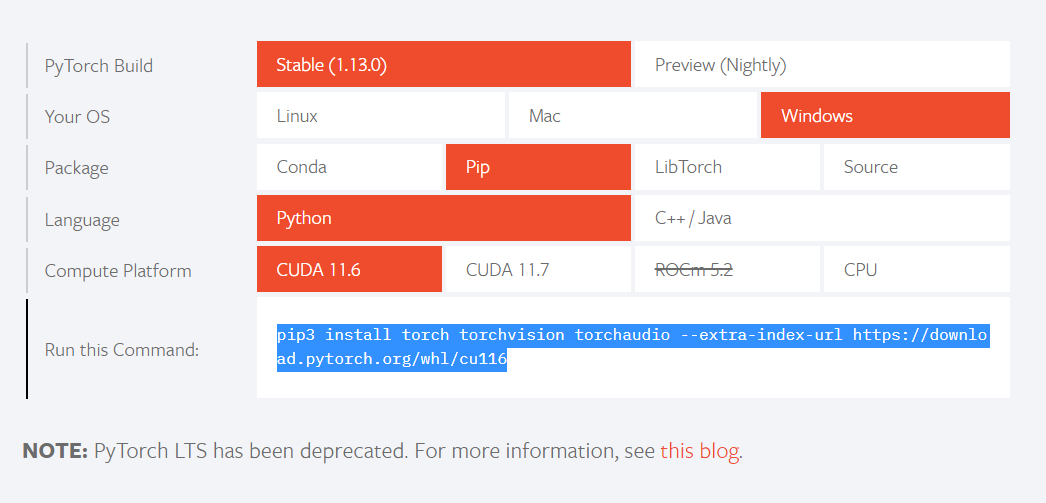 PyTorch Build
Stable (1.13.0)
Preview (Nightly)
Your OS
Linux
Mac
Windows
Package
Conda
Pip
LibTorch
Source
Language
Python
C++ / Java
Compute Platform
CUDA 11.6
CUDA 11.7
ROCm 5.2
CPU
Run this Command:
pip3 install torch torchvision torchaudio --extra-index-url https://downlo
ad.pytorch.org/whl/cu116
NOTE: PyTorch LTS has been deprecated. For more information, see this blog.